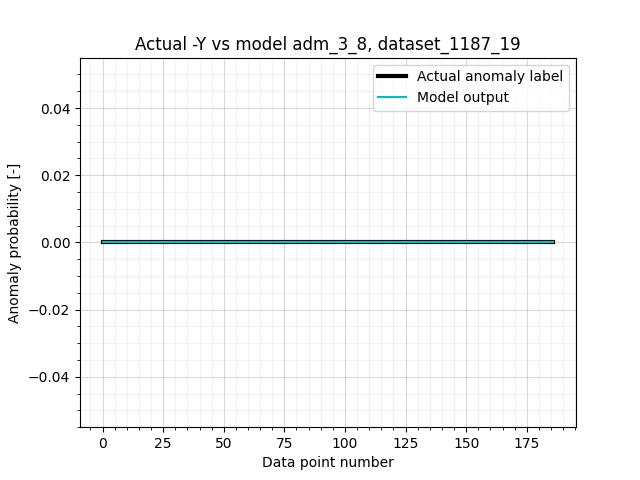 Actual -Y vs model adm_3_8, dataset_1187_19
Actual anomaly label
Model output
Anomaly probability [-]
0.04
0.02
0.00
−0.02
−0.04
0 25 50 75 100 125 150 175
Data point number